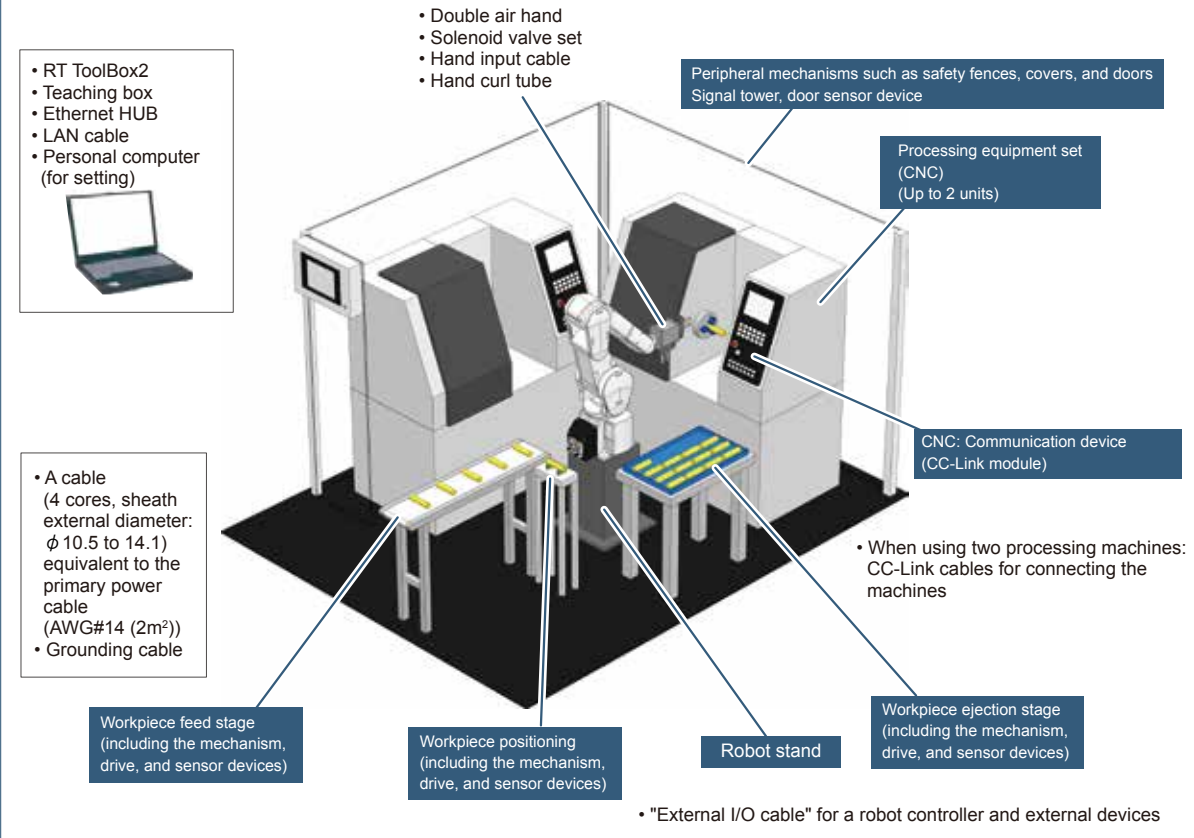 • Double air hand
• Solenoid valve set
• Hand input cable
• Hand curl tube
• RT ToolBox2
• Teaching box
• Ethernet HUB
• LAN cable
• Personal computer
(for setting)
Peripheral mechanisms such as safety fences, covers, and doors
Signal tower, door sensor device
Processing equipment set
(CNC)
(Up to 2 units)
CNC: Communication device
(CC-Link module)
• A cable
(4 cores, sheath
external diameter:
φ 10.5 to 14.1)
equivalent to the
primary power
cable
(AWG#14 (2m²))
• Grounding cable
• When using two processing machines:
CC-Link cables for connecting the
machines
Workpiece feed stage
(including the mechanism,
drive, and sensor devices)
Workpiece positioning
(including the mechanism,
drive, and sensor devices)
Robot stand
Workpiece ejection stage
(including the mechanism,
drive, and sensor devices)
• "External I/O cable" for a robot controller and external devices